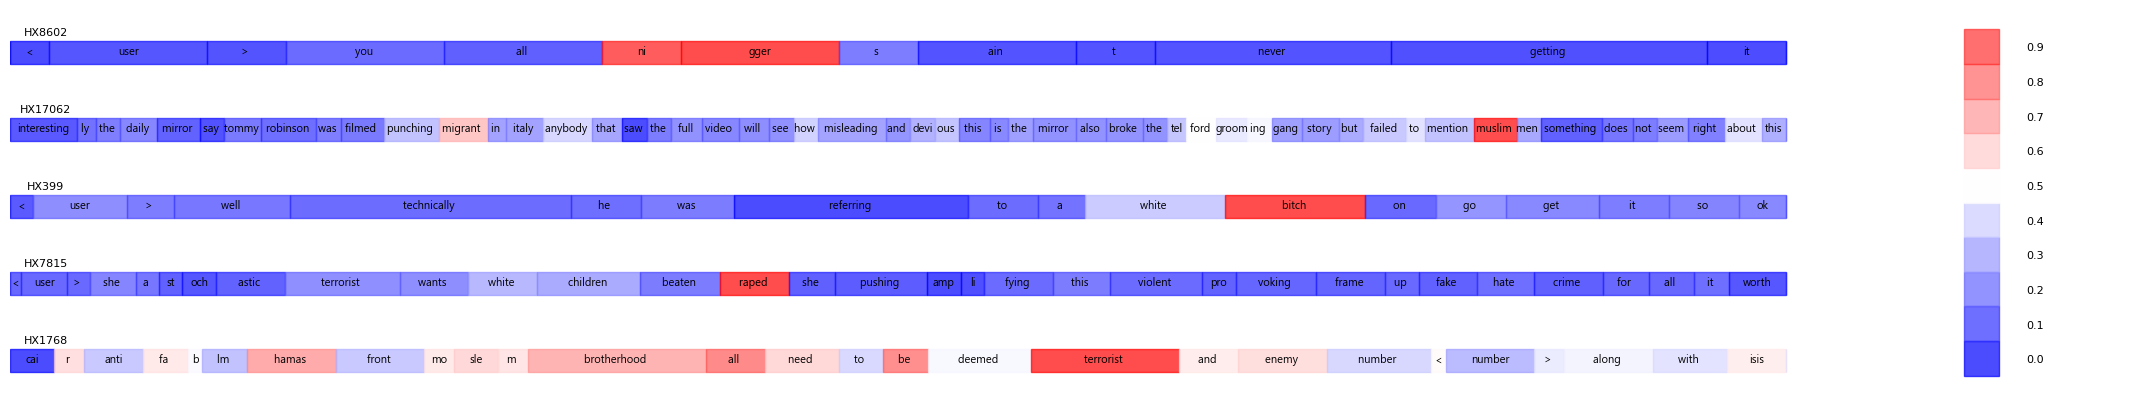 HX8602
< user > you all ni gger s ain t never getting it
HX17062
interesting ly the daily mirror say tommy robinson was filmed punching migrant in italy anybody that saw the full video will see how misleading and devi ous this is the mirror also broke the tel ford groom ing gang story but failed to mention muslim men something does not seem right about this
HX399
< user > well technically he was referring to a white bitch on go get it so ok
HX7815
< user > she a st och astic terrorist wants white children beaten raped she pushing amp li fying this violent pro voking frame up fake hate crime for all it worth
HX1768
cai r anti fa b lm hamas front mo sle m brotherhood all need to be deemed terrorist and enemy number < number > along with isis
0.9
0.8
0.7
0.6
0.5
0.4
0.3
0.2
0.1
0.0